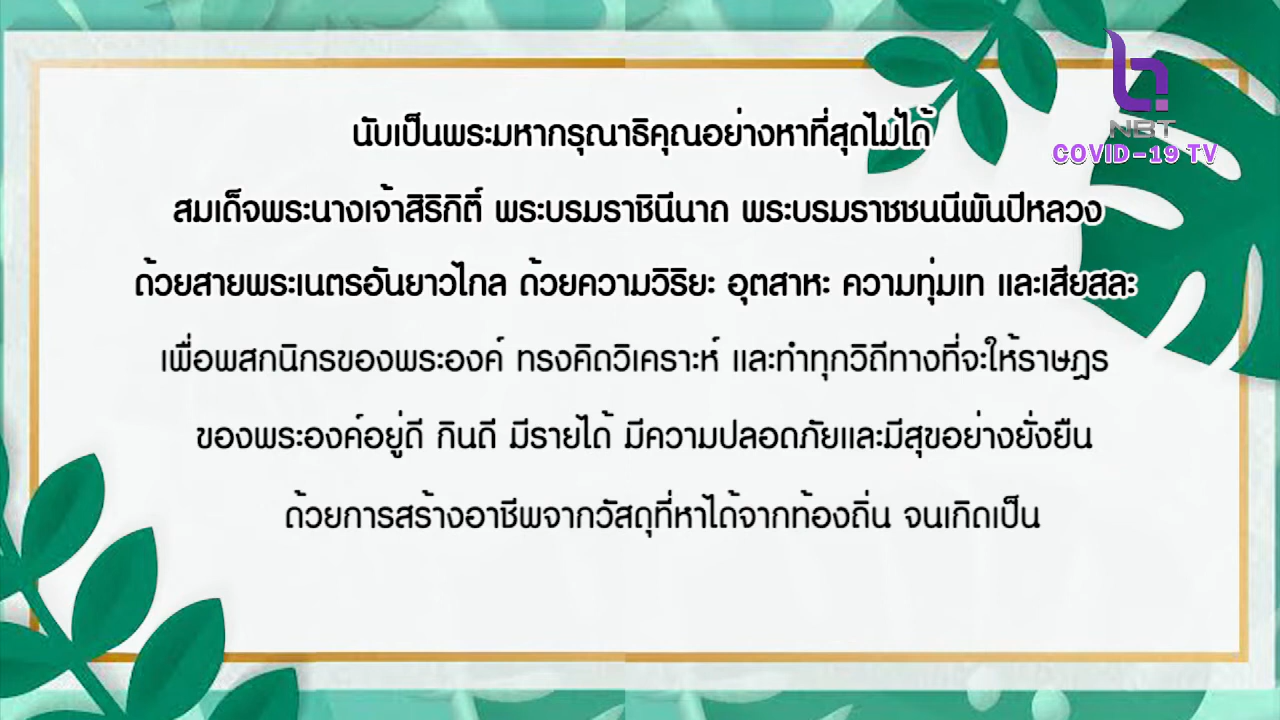 นับเป็นพระมหากรุณาธิคุณอย่างหาที่สุดไม่ได้
NBT
COVID-19 TV
สมเด็จพระนางเจ้าสิริกิติ์ พระบรมราชินีนาถ พระบรมราชชนนีพันปีหลวง
ด้วยสายพระเนตรอันยาวไกล ด้วยความวิริยะ อุตสาหะ ความทุ่มเท และเสียสละ
เพื่อพสกนิกรของพระองค์ ทรงคิดวิเคราะห์ และทำทุกวิถีทางที่จะให้ราษฎร
ของพระองค์อยู่ดี กินดี มีรายได้ มีความปลอดภัยและมีสุขอย่างยั่งยืน
ด้วยการสร้างอาชีพจากวัสดุที่หาได้จากท้องถิ่น จนเกิดเป็น